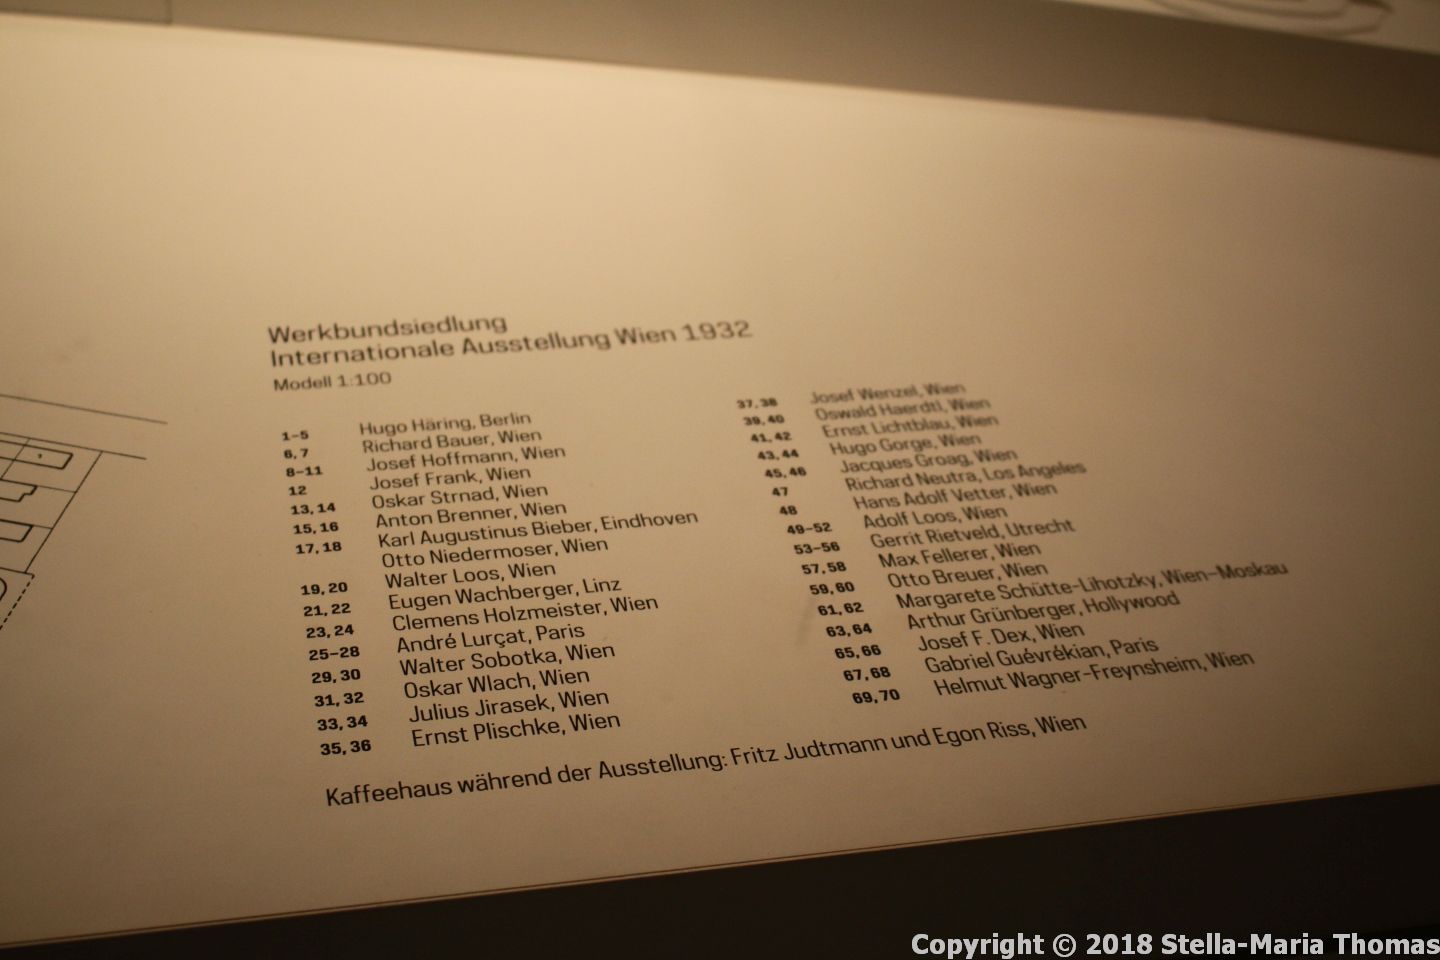 Werkbundsiedlung
Internationale Ausstellung Wien 1932
Modell 1:100
1–5 Hugo Häring, Berlin
6, 7 Richard Bauer, Wien
8–11 Josef Hoffmann, Wien
12 Josef Frank, Wien
13, 14 Oskar Strnad, Wien
15, 16 Anton Brenner, Wien
17, 18 Karl Augustinus Bieber, Eindhoven
Otto Niedermoser, Wien
19, 20 Walter Loos, Wien
21, 22 Eugen Wachberger, Linz
23, 24 Clemens Holzmeister, Wien
25–28 André Lurçat, Paris
29, 30 Walter Sobotka, Wien
31, 32 Oskar Wlach, Wien
33, 34 Julius Jirasek, Wien
35, 36 Ernst Plischke, Wien
37, 38 Josef Wenzel, Wien
39, 40 Oswald Haerdtl, Wien
41, 42 Ernst Lichtblau, Wien
43, 44 Hugo Gorge, Wien
45, 46 Jacques Groag, Wien
47 Richard Neutra, Los Angeles
48 Hans Adolf Vetter, Wien
49–52 Adolf Loos, Wien
53–56 Gerrit Rietveld, Utrecht
57, 58 Max Fellerer, Wien
59, 60 Otto Breuer, Wien
61, 62 Margarete Schütte-Lihotzky, Wien–Moskau
63, 64 Arthur Grünberger, Hollywood
65, 66 Josef F. Dex, Wien
67, 68 Gabriel Guévrékian, Paris
69, 70 Helmut Wagner-Freynsheim, Wien
Kaffeehaus während der Ausstellung: Fritz Judtmann und Egon Riss, Wien
Copyright © 2018 Stella-Maria Thomas